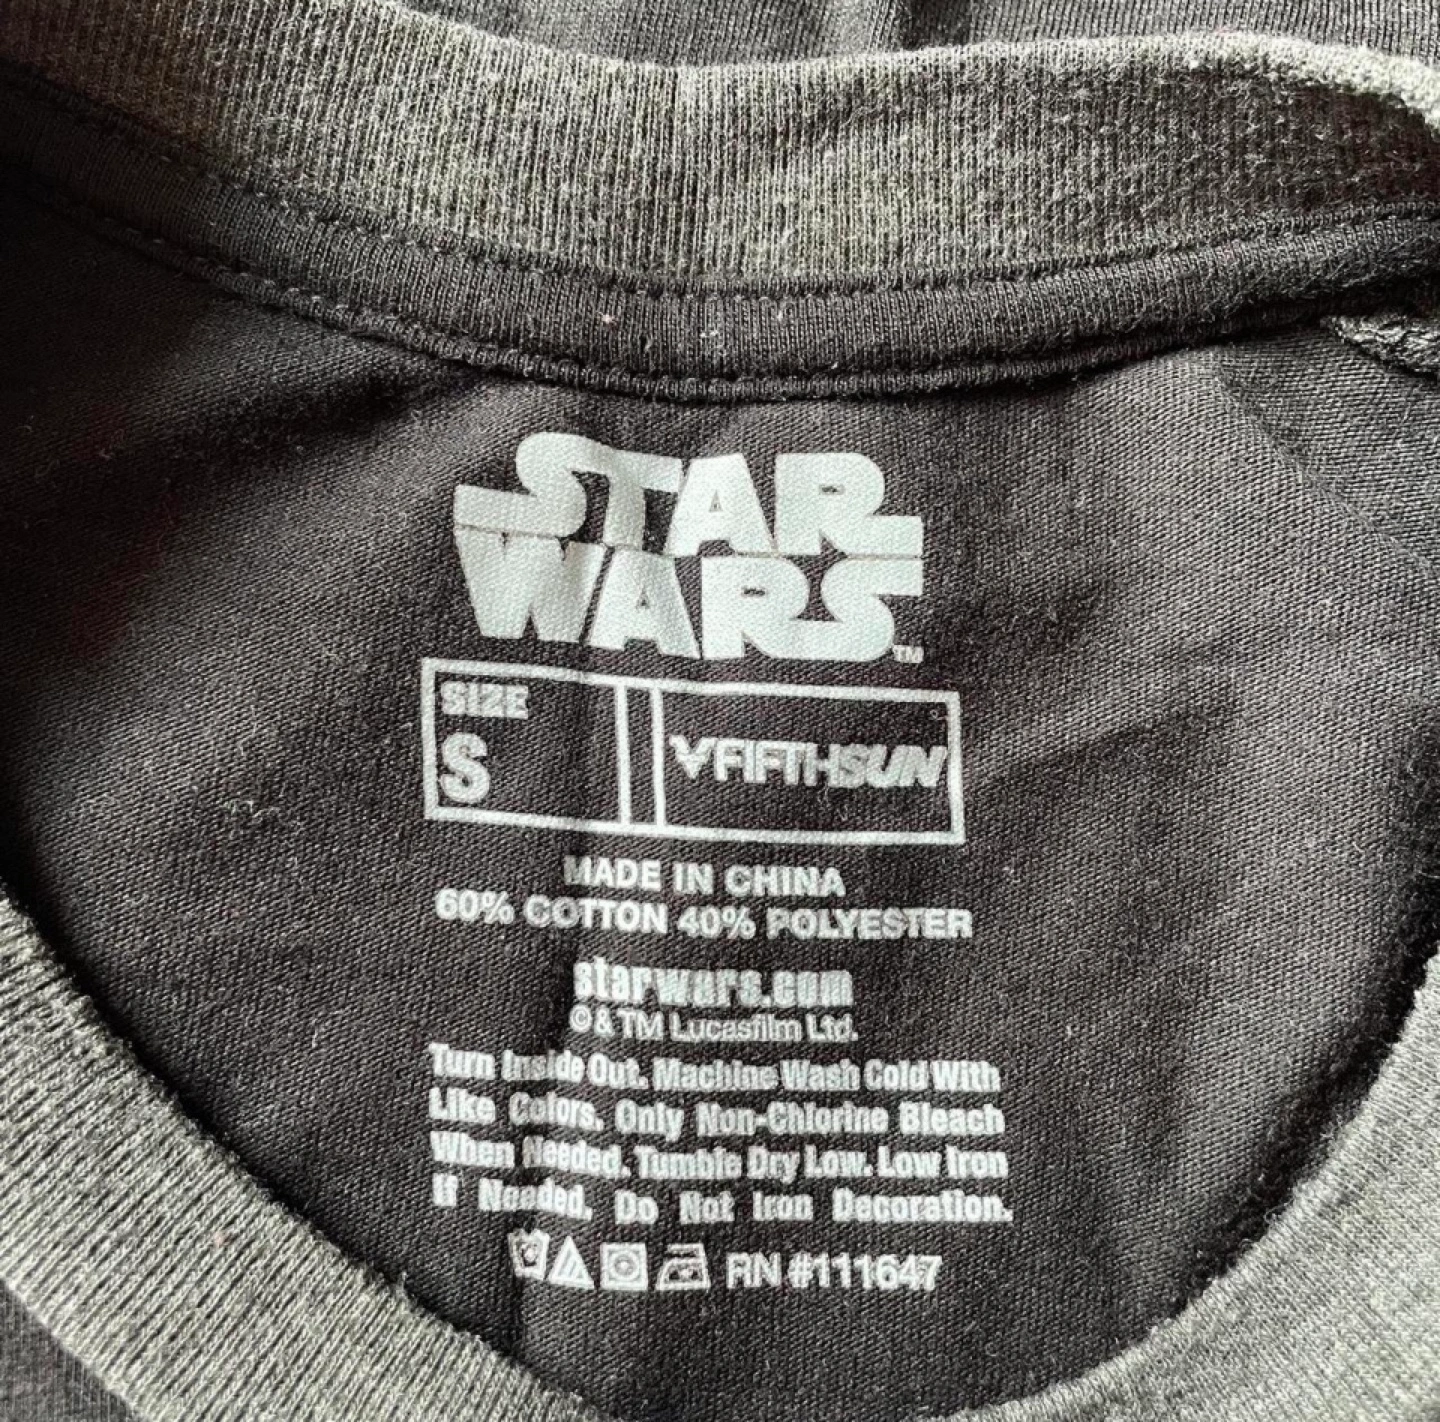 STAR
WARS™
SIZE
S
FIFTHSUN
MADE IN CHINA
60% COTTON 40% POLYESTER
starwars.com
©&TM Lucasfilm Ltd.
Turn Inside Out. Machine Wash Cold With
Like Colors. Only Non-Chlorine Bleach
When Needed. Tumble Dry Low. Low Iron
If Needed. Do Not Iron Decoration.
RN #111647